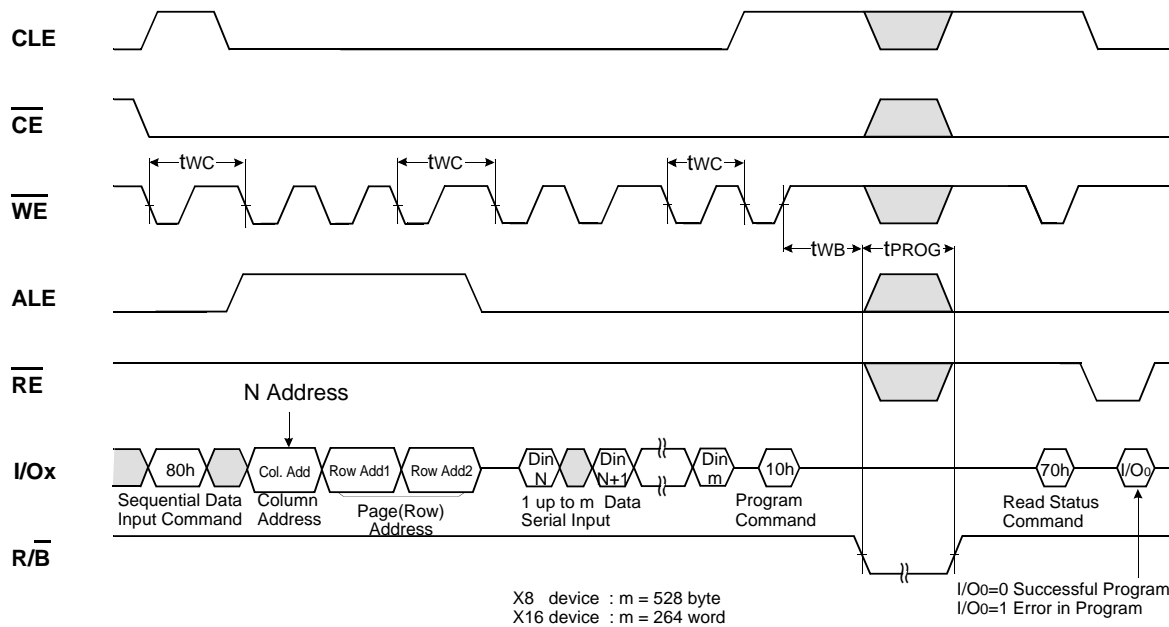 CLE
CE
tWC
tWC
tWC
WE
tWB
tPROG
ALE
RE
N Address
I/Ox
80h
Col. Add
Row Add1
Row Add2
Din
N
Din
N+1
Din
m
10h
70h
I/O0
Sequential Data
Input Command
Column
Address
Page(Row)
Address
1 up to m Data
Serial Input
Program
Command
Read Status
Command
R/B
I/O0=0 Successful Program
I/O0=1 Error in Program
X8 device : m = 528 byte
X16 device : m = 264 word